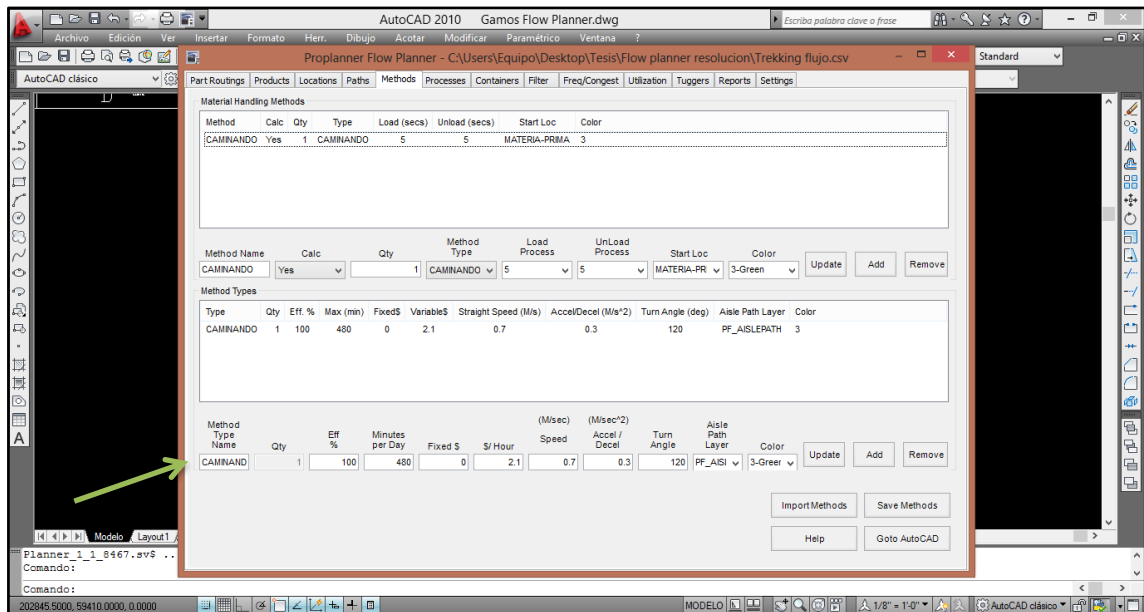 AutoCAD 2010 Gamos Flow Planner.dwg Escriba palabra clave o frase
Archivo Edición Ver Insertar Formato Herr. Dibujo Acotar Modificar Paramétrico Ventana ?
Proplanner Flow Planner - C:\Users\Equipo\Desktop\Tesis\Flow planner resolucion\Trekking flujo.csv
Standard
AutoCAD clásico
Part Routings Products Locations Paths Methods Processes Containers Filter Freq/Congest Utilization Tuggers Reports Settings
Material Handling Methods
Method Calc Qty Type Load (secs) Unload (secs) Start Loc Color
CAMINANDO Yes 1 CAMINANDO 5 5 MATERIA-PRIMA 3
Method Name Calc Qty Method Type Load Process UnLoad Process Start Loc Color
CAMINANDO Yes 1 CAMINANDO 5 5 MATERIA-PRI 3-Green Update Add Remove
Method Types
Type Qty Eff. % Max (min) Fixed$ Variable$ Straight Speed (M/s) Accel/Decel (M/s^2) Turn Angle (deg) Aisle Path Layer Color
CAMINANDO 1 100 480 0 2.1 0.7 0.3 120 PF_AISLEPATH 3
Method Type Name Qty Eff % Minutes per Day Fixed $ $/ Hour (M/sec) Speed (M/sec^2) Accel / Decel Turn Angle Aisle Path Layer Color
CAMINAND 1 100 480 0 2.1 0.7 0.3 120 PF_AISI 3-Greer Update Add Remove
Import Methods Save Methods
Help Goto AutoCAD
Modelo Layout1
Planner_1_1_8467.sv$ ..
Comando:
Comando:
202845.5000, 59410.0000, 0.0000 MODELO 1/8" = 1'-0" AutoCAD clásico